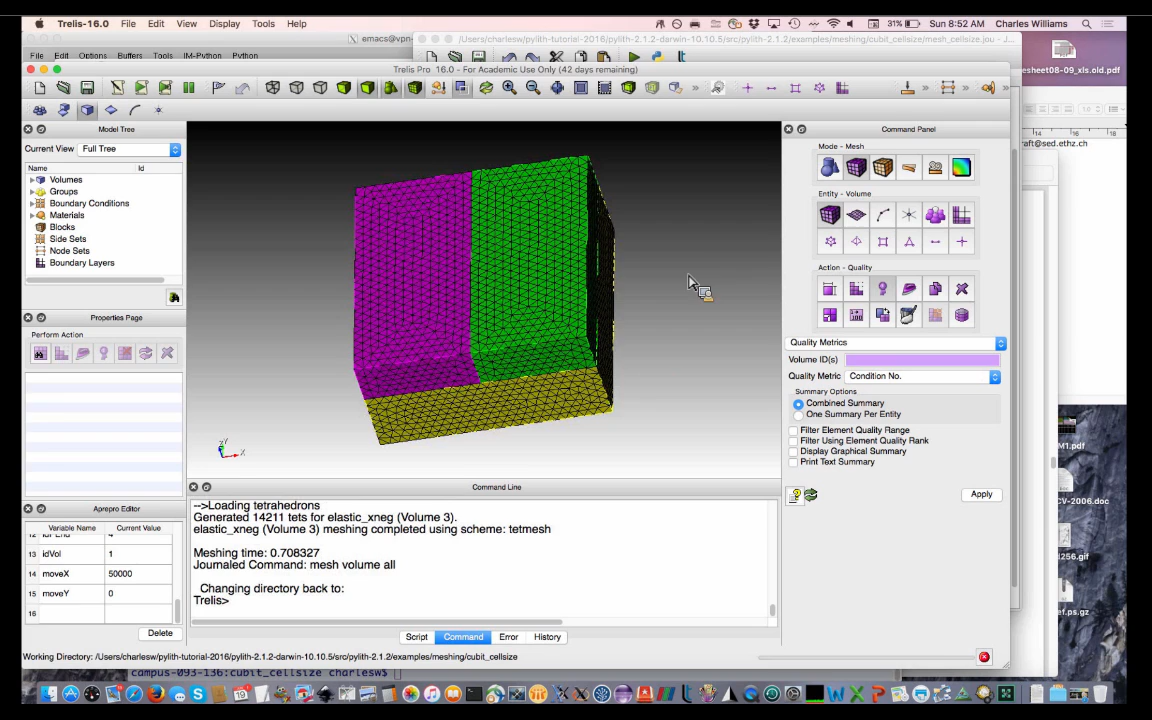 Trelis-16.0 File Edit View Display Tools Help
31% Sun 8:52 AM Charles Williams
emacs@vpn-
/Users/charlesw/pylith-tutorial-2016/pylith-2.1.2-darwin-10.10.5/src/pylith-2.1.2/examples/meshing/cubit_cellsize/mesh_cellsize.jou - J...
File Edit Options Buffers Tools IM-Python Python
Trelis Pro 16.0 - For Academic Use Only (42 days remaining)
esheet08-09_xls.old.pdf
Model Tree
Current View Full Tree
Name Id
Volumes
Groups
Boundary Conditions
Materials
Blocks
Side Sets
Node Sets
Boundary Layers
Properties Page
Perform Action
Aprepro Editor
Variable Name Current Value
13 idVol 1
14 moveX 50000
15 moveY 0
16
Delete
X
Command Line
-->Loading tetrahedrons
Generated 14211 tets for elastic_xneg (Volume 3).
elastic_xneg (Volume 3) meshing completed using scheme: tetmesh
Meshing time: 0.708327
Journaled Command: mesh volume all
Changing directory back to:
Trelis>
Script Command Error History
Command Panel
Mode - Mesh
Entity - Volume
Action - Quality
Quality Metrics
Volume ID(s)
Quality Metric Condition No.
Summary Options
Combined Summary
One Summary Per Entity
Filter Element Quality Range
Filter Using Element Quality Rank
Display Graphical Summary
Print Text Summary
Apply
14 16 18
raft@sed.ethz.ch
M1.pdf
CV-2006.doc
I256.gif
ef.ps.gz
Working Directory: /Users/charlesw/pylith-tutorial-2016/pylith-2.1.2-darwin-10.10.5/src/pylith-2.1.2/examples/meshing/cubit_cellsize
campus-093-136:cubit_cellsize charlesw$